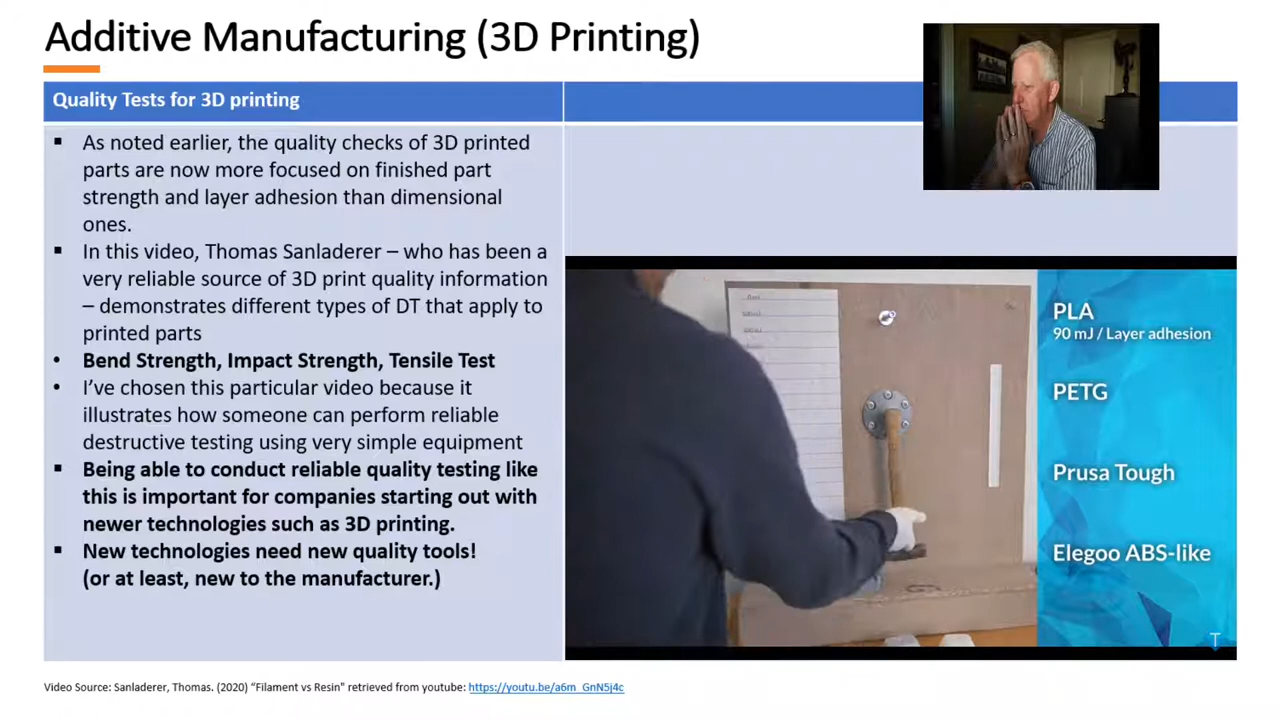 Additive Manufacturing (3D Printing)
Quality Tests for 3D printing
▪ As noted earlier, the quality checks of 3D printed
parts are now more focused on finished part
strength and layer adhesion than dimensional
ones.
▪ In this video, Thomas Sanladerer – who has been a
very reliable source of 3D print quality information
– demonstrates different types of DT that apply to
printed parts
• Bend Strength, Impact Strength, Tensile Test
• I’ve chosen this particular video because it
illustrates how someone can perform reliable
destructive testing using very simple equipment
▪ Being able to conduct reliable quality testing like
this is important for companies starting out with
newer technologies such as 3D printing.
▪ New technologies need new quality tools!
(or at least, new to the manufacturer.)
PLA
90 mJ / Layer adhesion
PETG
Prusa Tough
Elegoo ABS-like
T
Video Source: Sanladerer, Thomas. (2020) “Filament vs Resin" retrieved from youtube: https://youtu.be/a6m_GnN5j4c